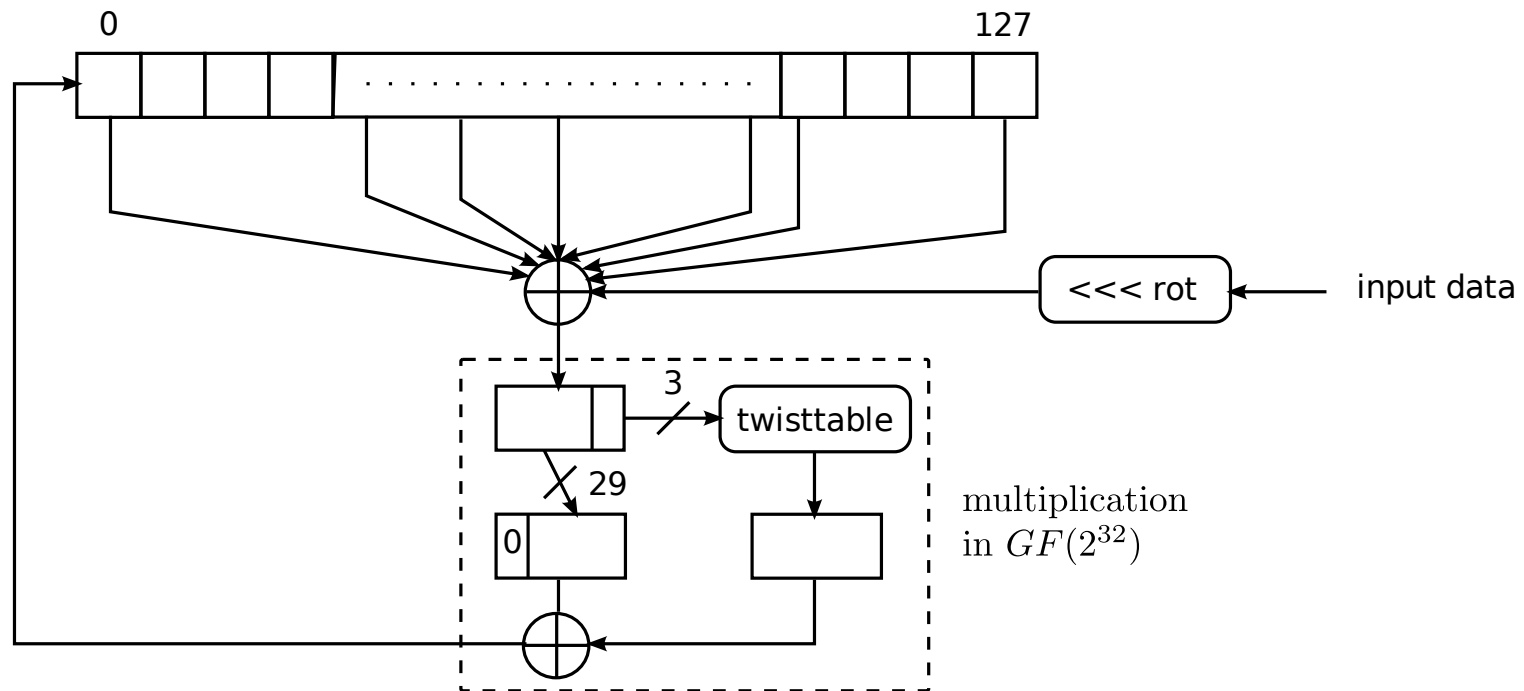 0 127
<<< rot input data
3
twisttable
29
0
multiplication
in GF(2^{32})